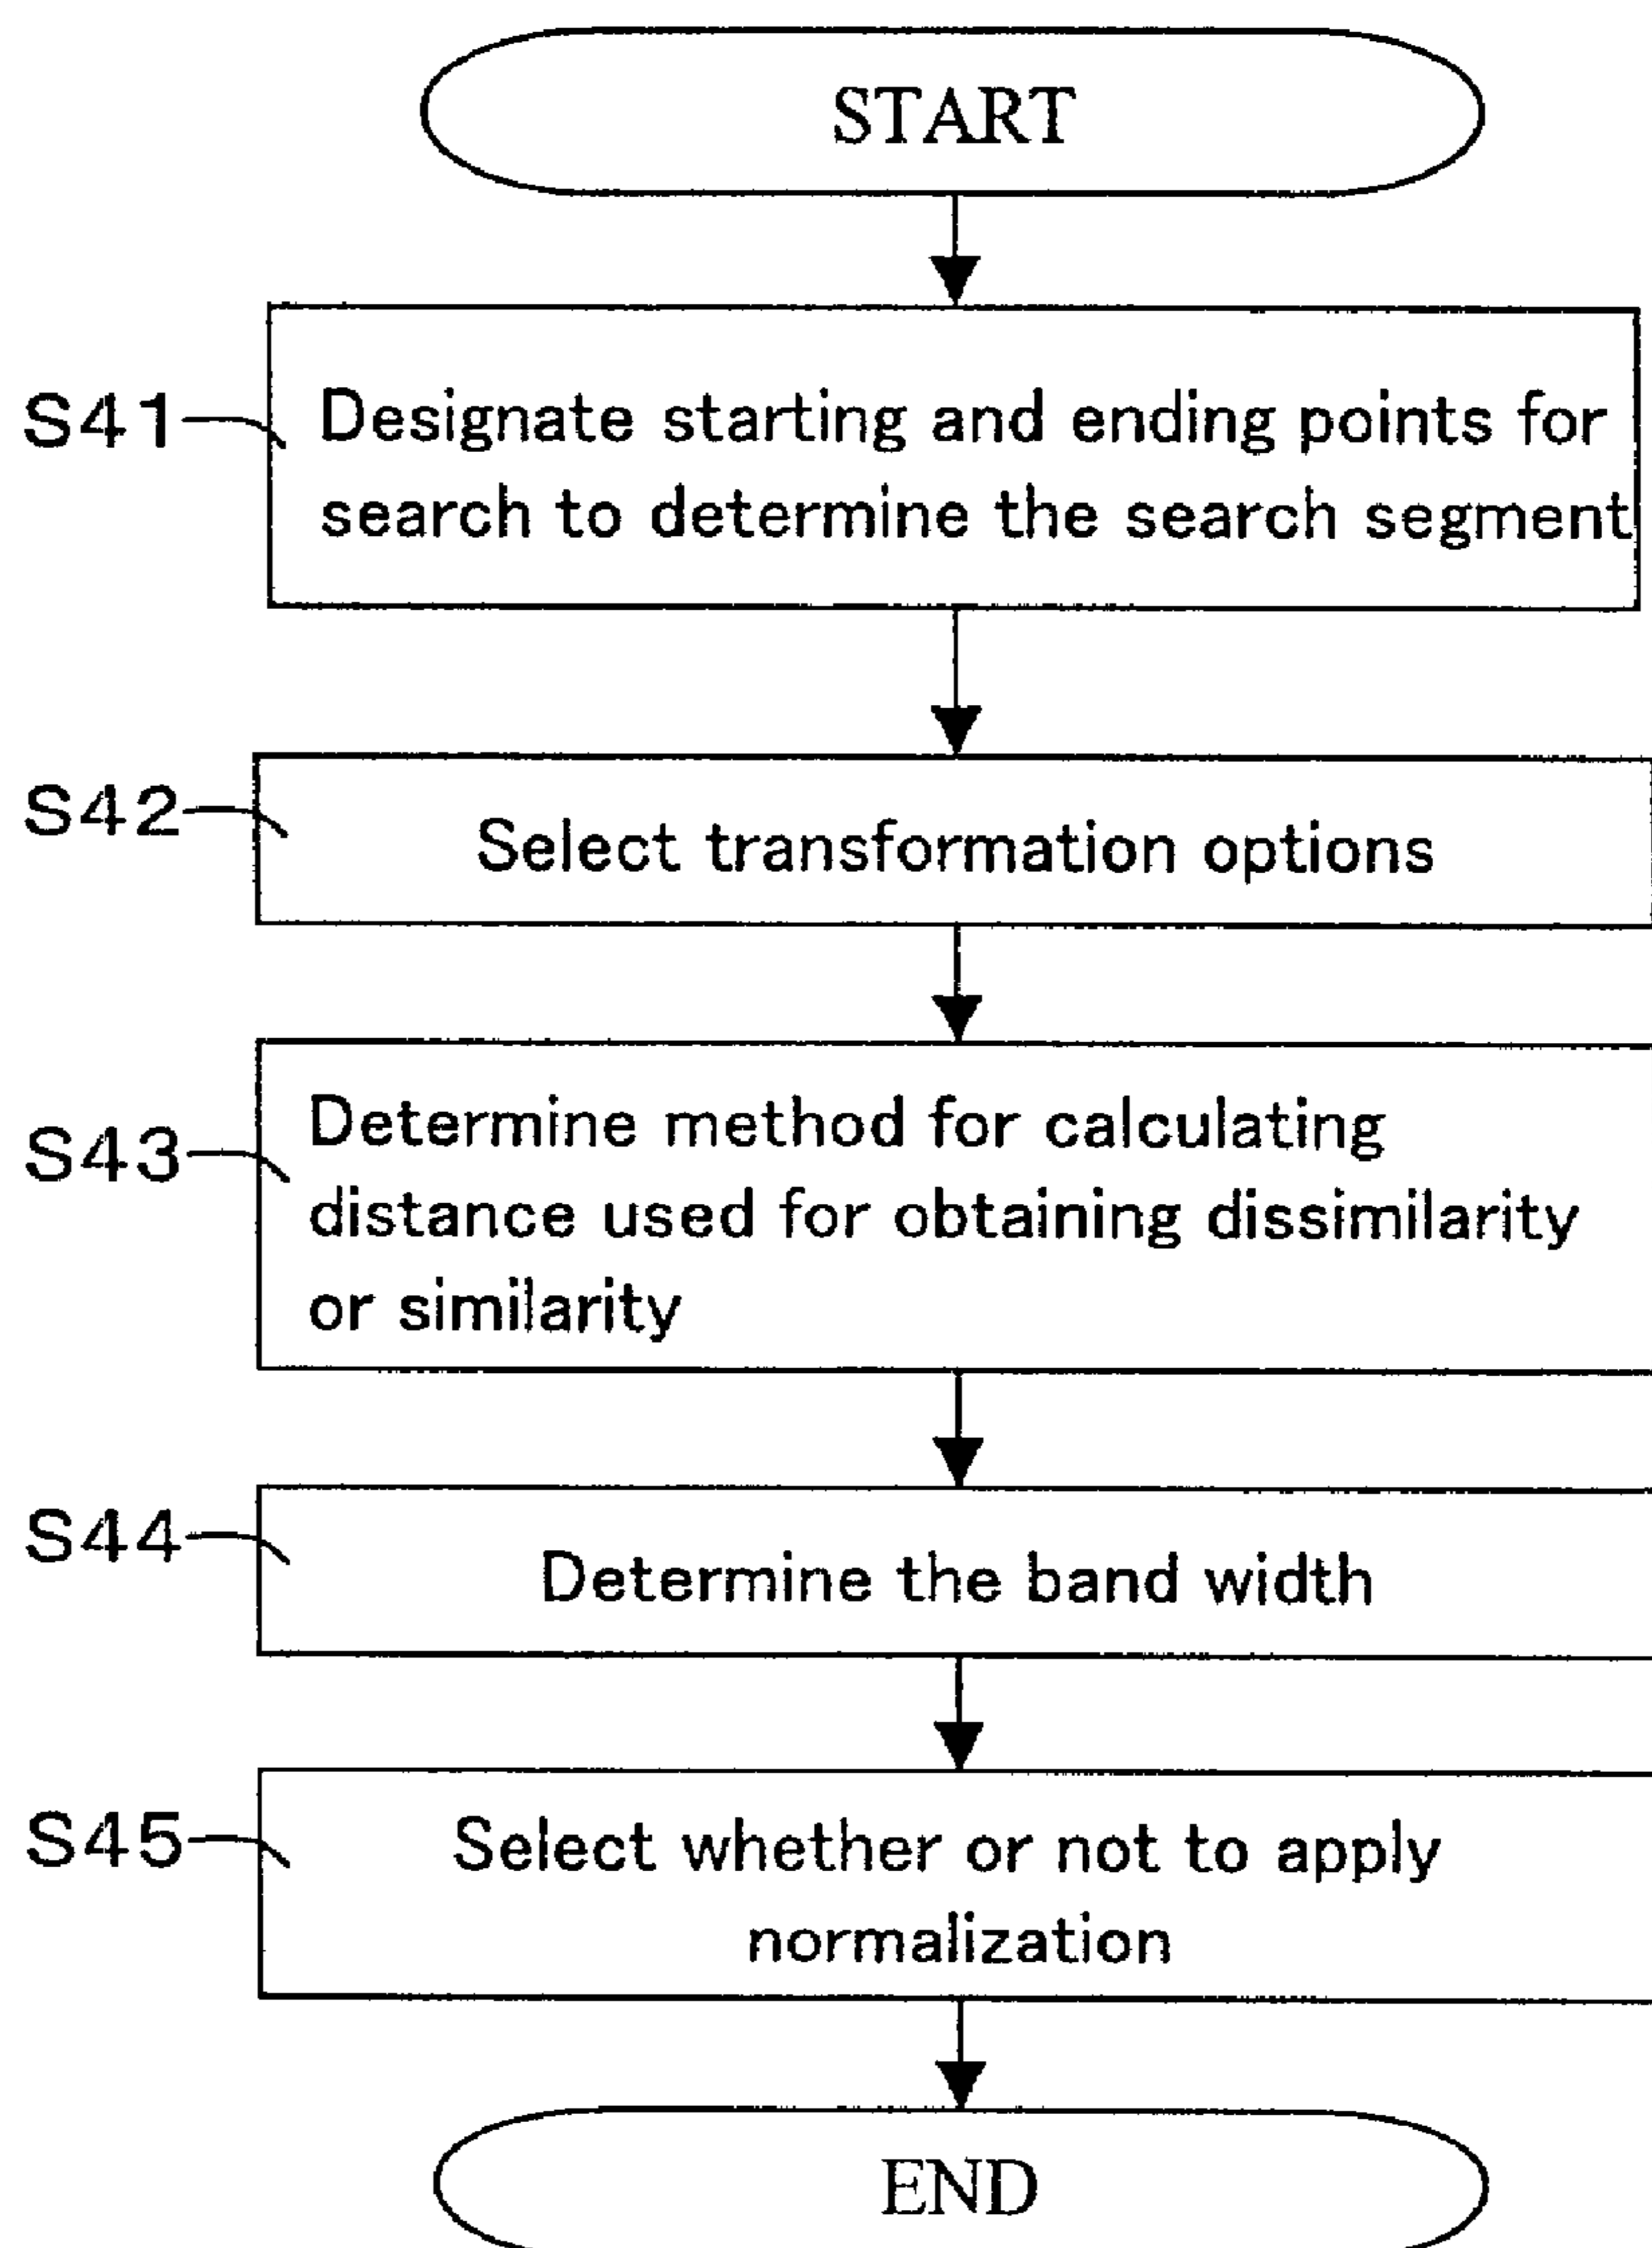 START
S41
Designate starting and ending points for
search to determine the search segment
S42
Select transformation options
S43
Determine method for calculating
distance used for obtaining dissimilarity
or similarity
S44
Determine the band width
S45
Select whether or not to apply
normalization
END